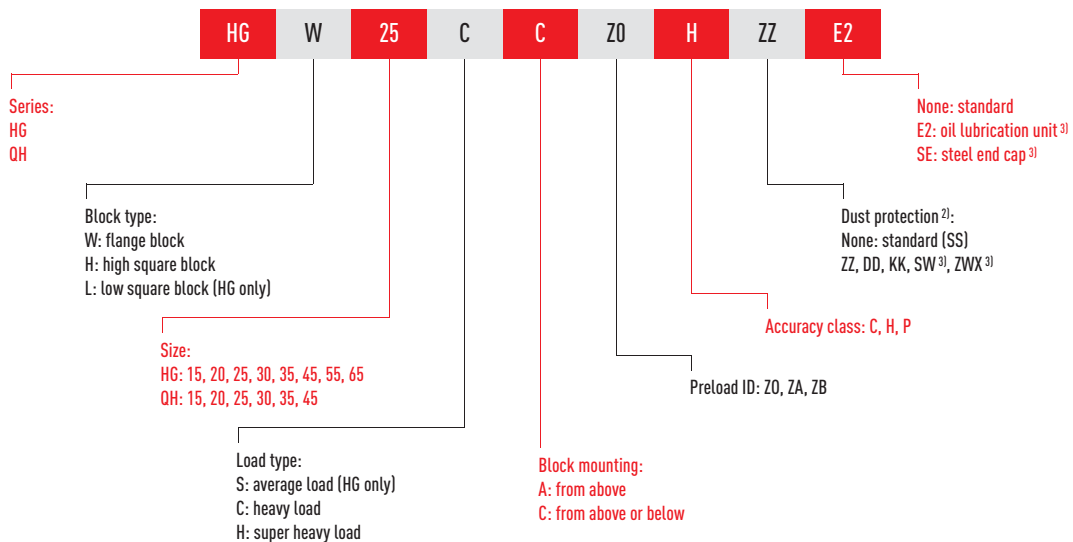 HG W 25 C C Z0 H ZZ E2
Series:
HG
QH
None: standard
E2: oil lubrication unit 3)
SE: steel end cap 3)
Block type:
W: flange block
H: high square block
L: low square block (HG only)
Dust protection 2):
None: standard (SS)
ZZ, DD, KK, SW 3), ZWX 3)
Size:
HG: 15, 20, 25, 30, 35, 45, 55, 65
QH: 15, 20, 25, 30, 35, 45
Accuracy class: C, H, P
Preload ID: Z0, ZA, ZB
Load type:
S: average load (HG only)
C: heavy load
H: super heavy load
Block mounting:
A: from above
C: from above or below